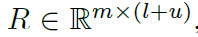 R ∈ ℝ^{m×(l+u)},